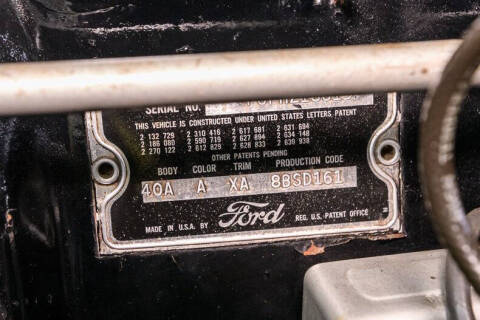 SERIAL NO.
THIS VEHICLE IS CONSTRUCTED UNDER UNITED STATES LETTERS PATENT
2 132 729 2 310 416 2 617 681 2 631 694
2 186 080 2 590 719 2 627 894 2 634 148
2 270 122 2 612 829 2 628 833 2 639 938
OTHER PATENTS PENDING
BODY COLOR TRIM PRODUCTION CODE
40A A XA 8BSD161
MADE IN U.S.A. BY Ford REG. U.S. PATENT OFFICE